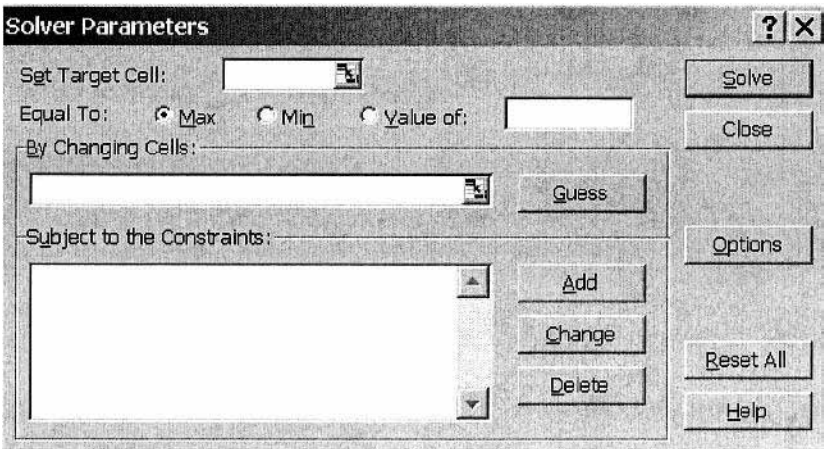 Solver Parameters
? X
Set Target Cell:
Solve
Equal To: Max Min Value of:
Close
By Changing Cells:
Guess
Subject to the Constraints:
Options
Add
Change
Reset All
Delete
Help